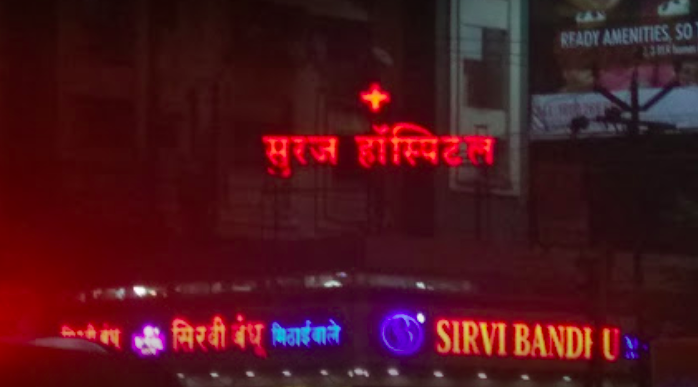 READY AMENITIES, SO
सुरज हॉस्पिटल
सिरवी बंधू मिठाईवाले SIRVI BANDHU